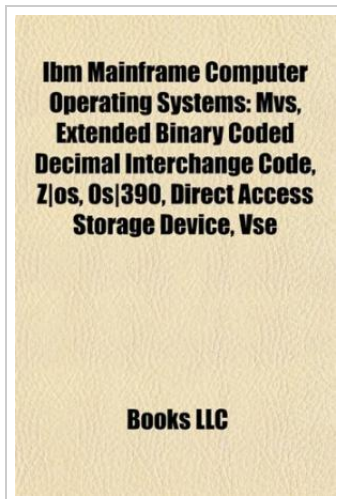 Ibm Mainframe Computer
Operating Systems: Mvs,
Extended Binary Coded
Decimal Interchange Code,
Z|os, Os|390, Direct Access
Storage Device, Vse
Books LLC